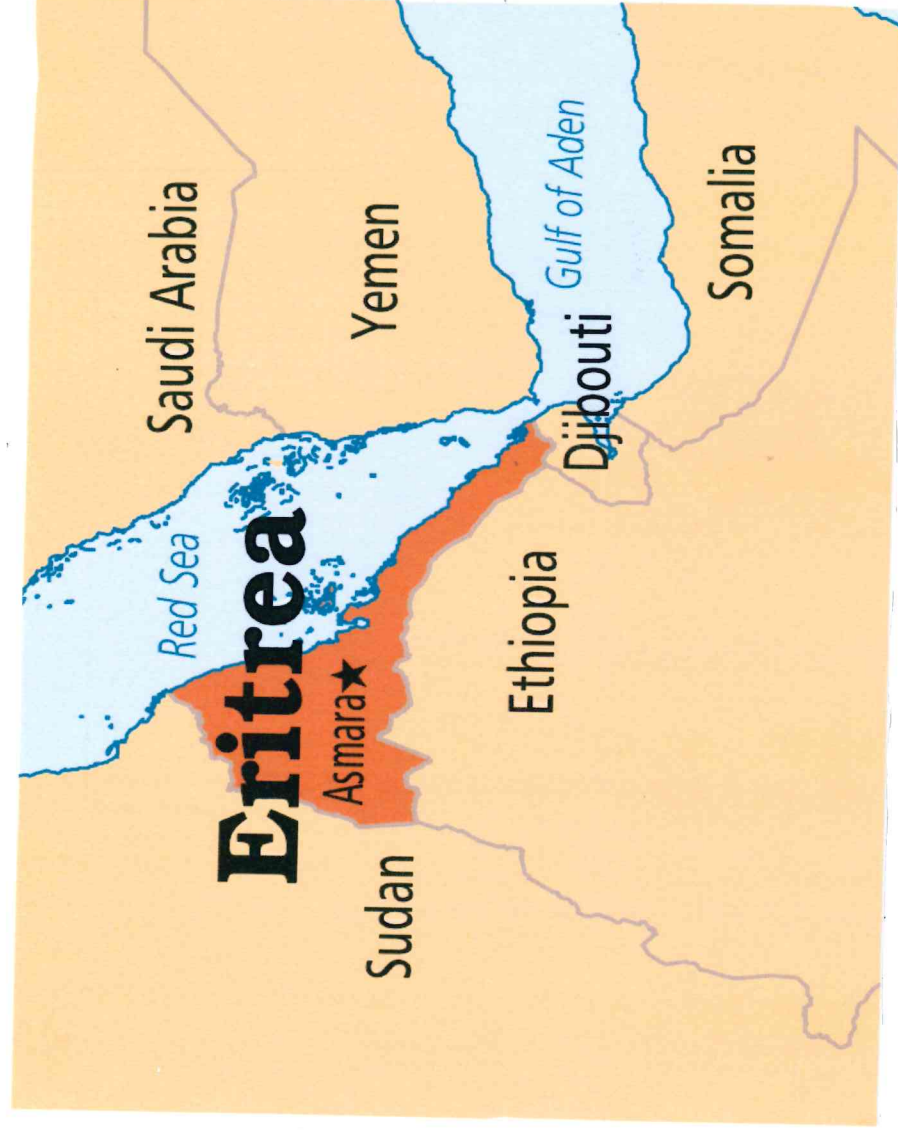 Saudi Arabia
Red Sea
Eritrea
Yemen
Asmara
Sudan
Gulf of Aden
Djibouti
Ethiopia
Somalia